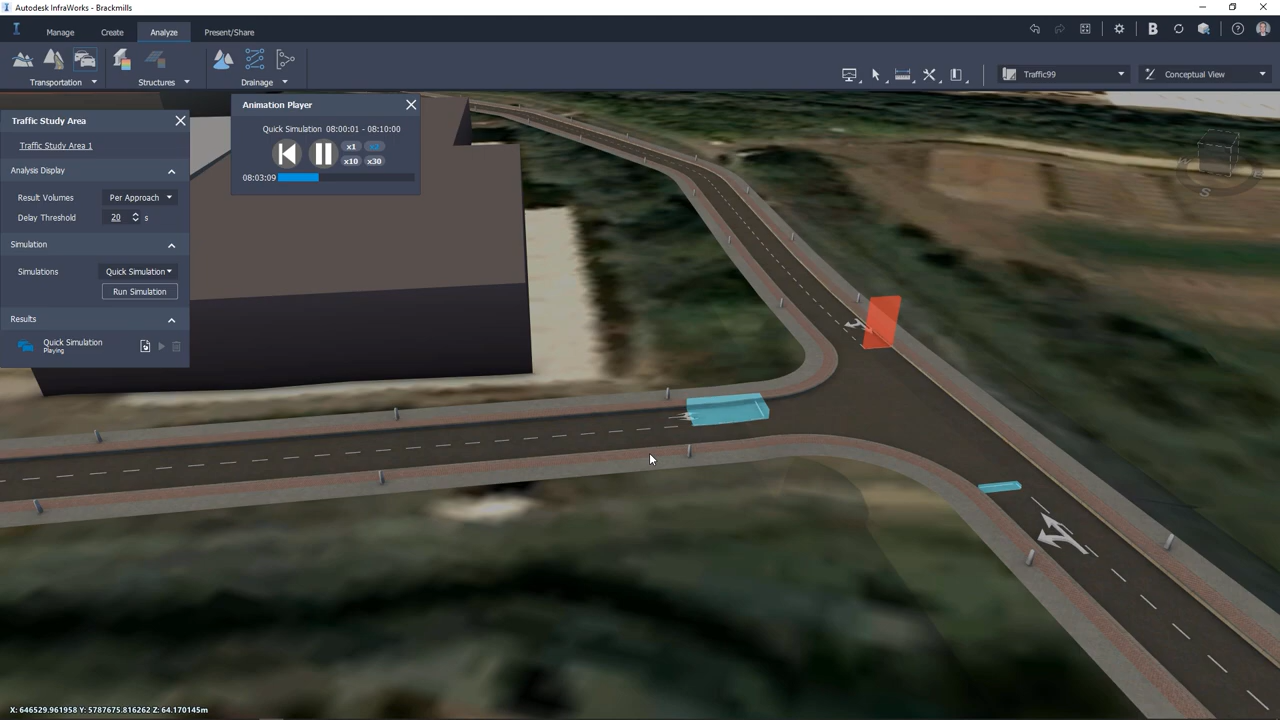 Autodesk InfraWorks - Brackmills
Manage Create Analyze Present/Share
Transportation Structures Drainage
Traffic99 Conceptual View
Traffic Study Area
Traffic Study Area 1
Analysis Display
Result Volumes Per Approach
Delay Threshold 20 s
Simulation
Simulations Quick Simulation
Run Simulation
Results
Quick Simulation
Playing
Animation Player
Quick Simulation 08:00:01 - 08:10:00
x1 x2
x10 x30
08:03:09
S
X: 646529.961958 Y: 5787675.816262 Z: 64.170145m